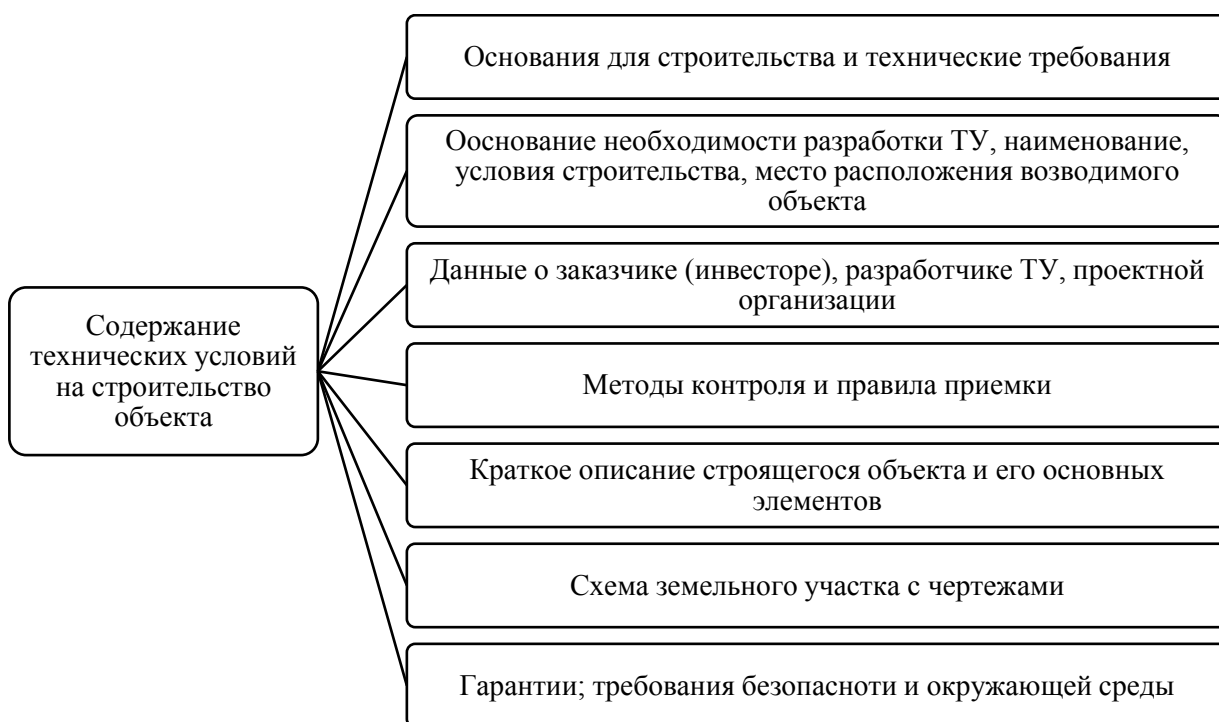 Содержание
технических условий
на строительство
объекта
Основания для строительства и технические требования
Ооснование необходимости разработки ТУ, наименование,
условия строительства, место расположения возводимого
объекта
Данные о заказчике (инвесторе), разработчике ТУ, проектной
организации
Методы контроля и правила приемки
Краткое описание строящегося объекта и его основных
элементов
Схема земельного участка с чертежами
Гарантии; требования безопасноти и окружающей среды